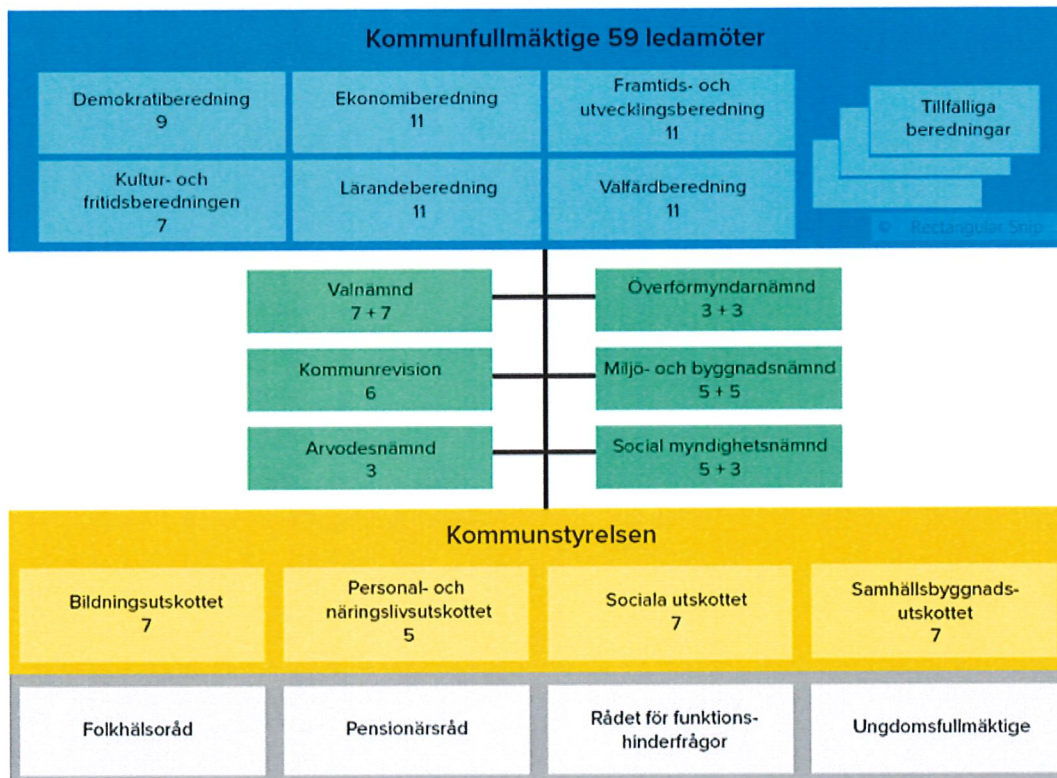 Kommunfullmäktige 59 ledamöter
Demokratiberedning
9
Ekonomiberedning
11
Framtids- och
utvecklingsberedning
11
Tillfälliga
beredningar
Kultur- och
fritidsberedningen
7
Lärandeberedning
11
Välfärdberedning
11
© Rectangular Snip
Valnämnd
7 + 7
Överförmyndarnämnd
3 + 3
Kommunrevision
6
Miljö- och byggnadsnämnd
5 + 5
Arvodesnämnd
3
Social myndighetsnämnd
5 + 3
Kommunstyrelsen
Bildningsutskottet
7
Personal- och
näringslivsutskottet
5
Sociala utskottet
7
Samhällsbyggnads-
utskottet
7
Folkhälsoråd
Pensionärsråd
Rådet för funktions-
hinderfrågor
Ungdomsfullmäktige